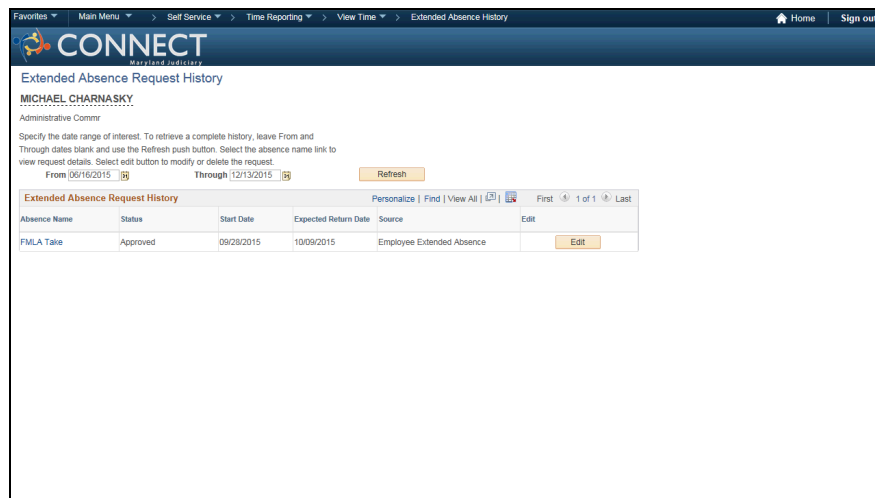 Favorites Main Menu > Self Service > Time Reporting > View Time > Extended Absence History Home Sign out
CONNECT
Maryland Judiciary
Extended Absence Request History
MICHAEL CHARNASKY
Administrative Commr
Specify the date range of interest. To retrieve a complete history, leave From and
Through dates blank and use the Refresh push button. Select the absence name link to
view request details. Select edit button to modify or delete the request.
From 06/16/2015 Through 12/13/2015 Refresh
Extended Absence Request History Personalize | Find | View All | | First 1 of 1 Last
Absence Name Status Start Date Expected Return Date Source Edit
FMLA Take Approved 09/28/2015 10/09/2015 Employee Extended Absence Edit